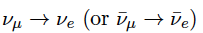 ν_μ → ν_e (or ν̄_μ → ν̄_e)